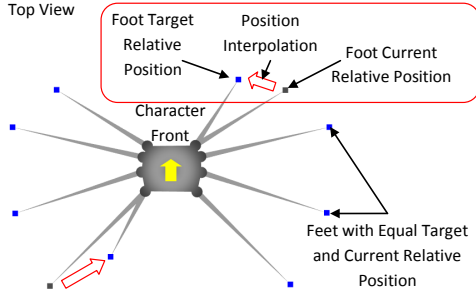 Top View
Foot Target
Relative
Position
Position
Interpolation
Foot Current
Relative Position
Character
Front
Feet with Equal Target
and Current Relative
Position